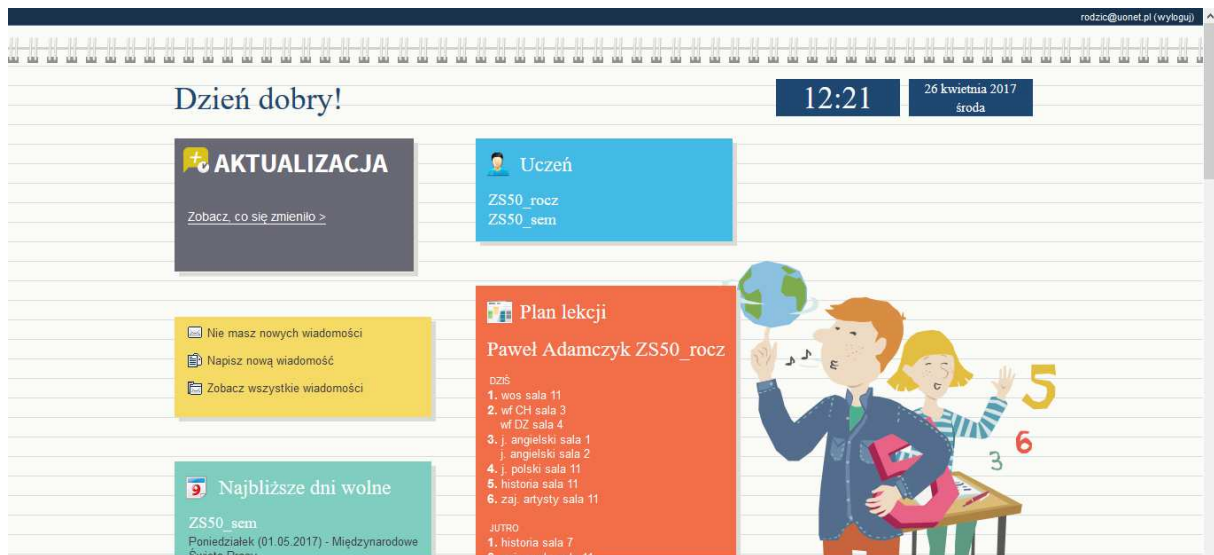 rodzic@uonet.pl (wyloguj)
Dzień dobry!
12:21
26 kwietnia 2017
środa
AKTUALIZACJA
Zobacz, co się zmieniło >
Nie masz nowych wiadomości
Napisz nową wiadomość
Zobacz wszystkie wiadomości
9 Najbliższe dni wolne
ZS50_sem
Poniedziałek (01.05.2017) - Międzynarodowe
Święto Pracy
Uczeń
ZS50_rocz
ZS50_sem
Plan lekcji
Paweł Adamczyk ZS50_rocz
DZIŚ
1. wos sala 11
2. wf CH sala 3
wf DZ sala 4
3. j. angielski sala 1
j. angielski sala 2
4. j. polski sala 11
5. historia sala 11
6. zaj. artysty sala 11
JUTRO
1. historia sala 7
5
6
3
5